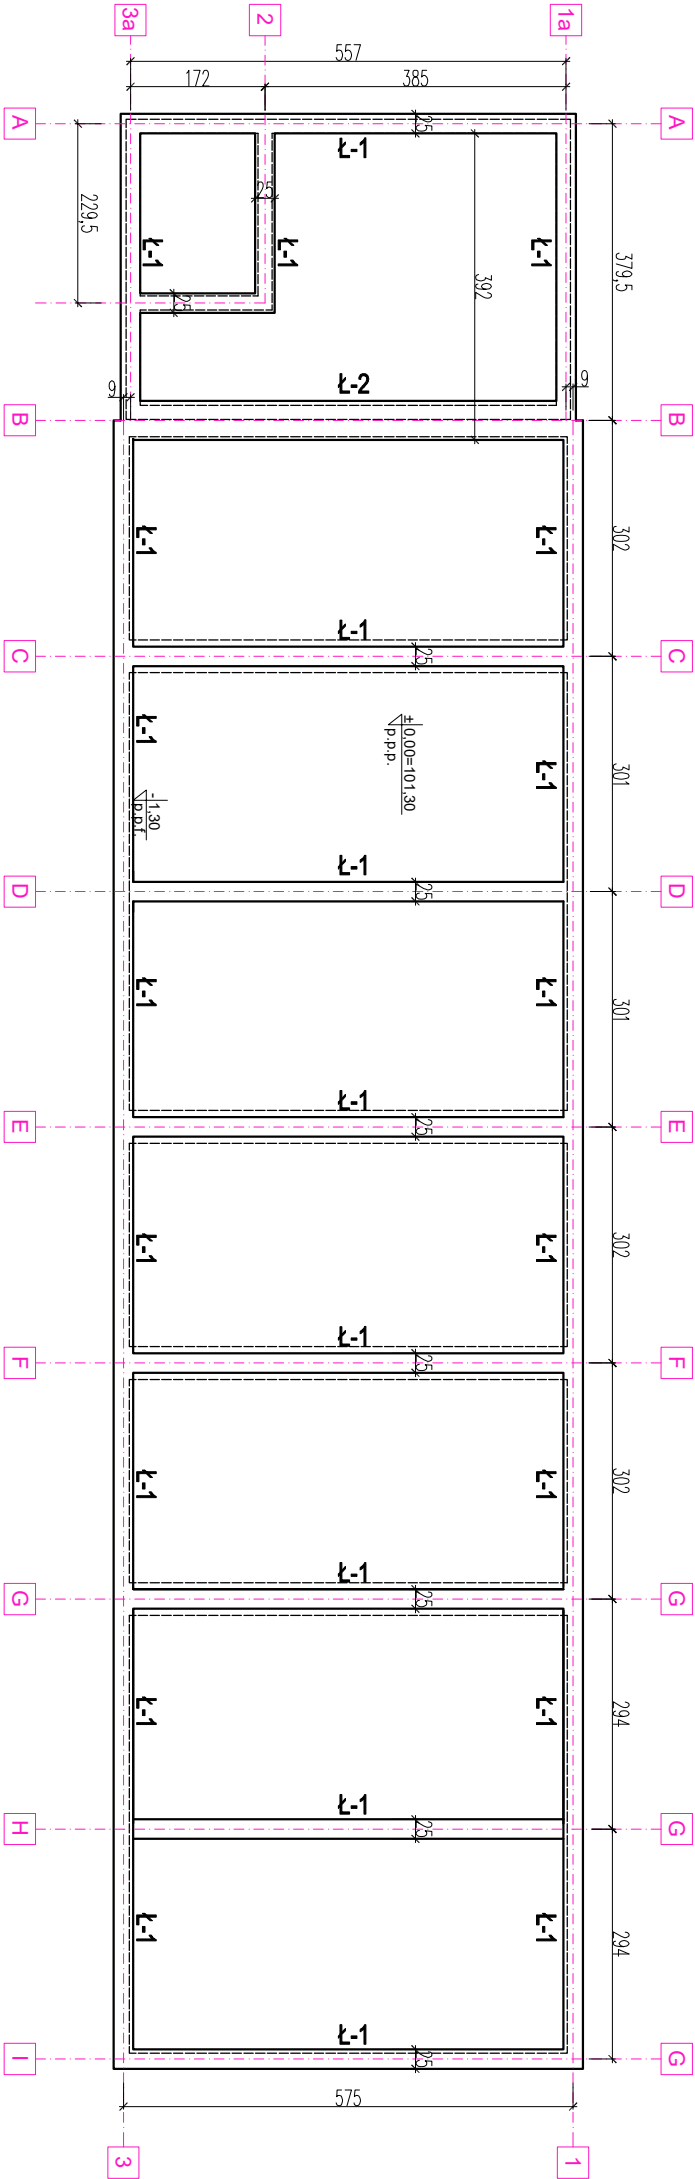 3a
2
1a
557
172
385
A
A
25
Ł-1
229,5
25
Ł-1
Ł-1
Ł-1
379,5
392
25
Ł-2
9
9
B
B
Ł-1
Ł-1
302
Ł-1
C
25
C
Ł-1
±0,00=101,30
p.p.p.
Ł-1
301
-1,30
p.p.f.
Ł-1
D
25
D
Ł-1
Ł-1
301
Ł-1
E
25
E
Ł-1
Ł-1
302
Ł-1
F
25
F
Ł-1
Ł-1
302
Ł-1
G
25
G
Ł-1
Ł-1
294
Ł-1
H
25
G
Ł-1
Ł-1
294
Ł-1
I
25
G
575
3
1